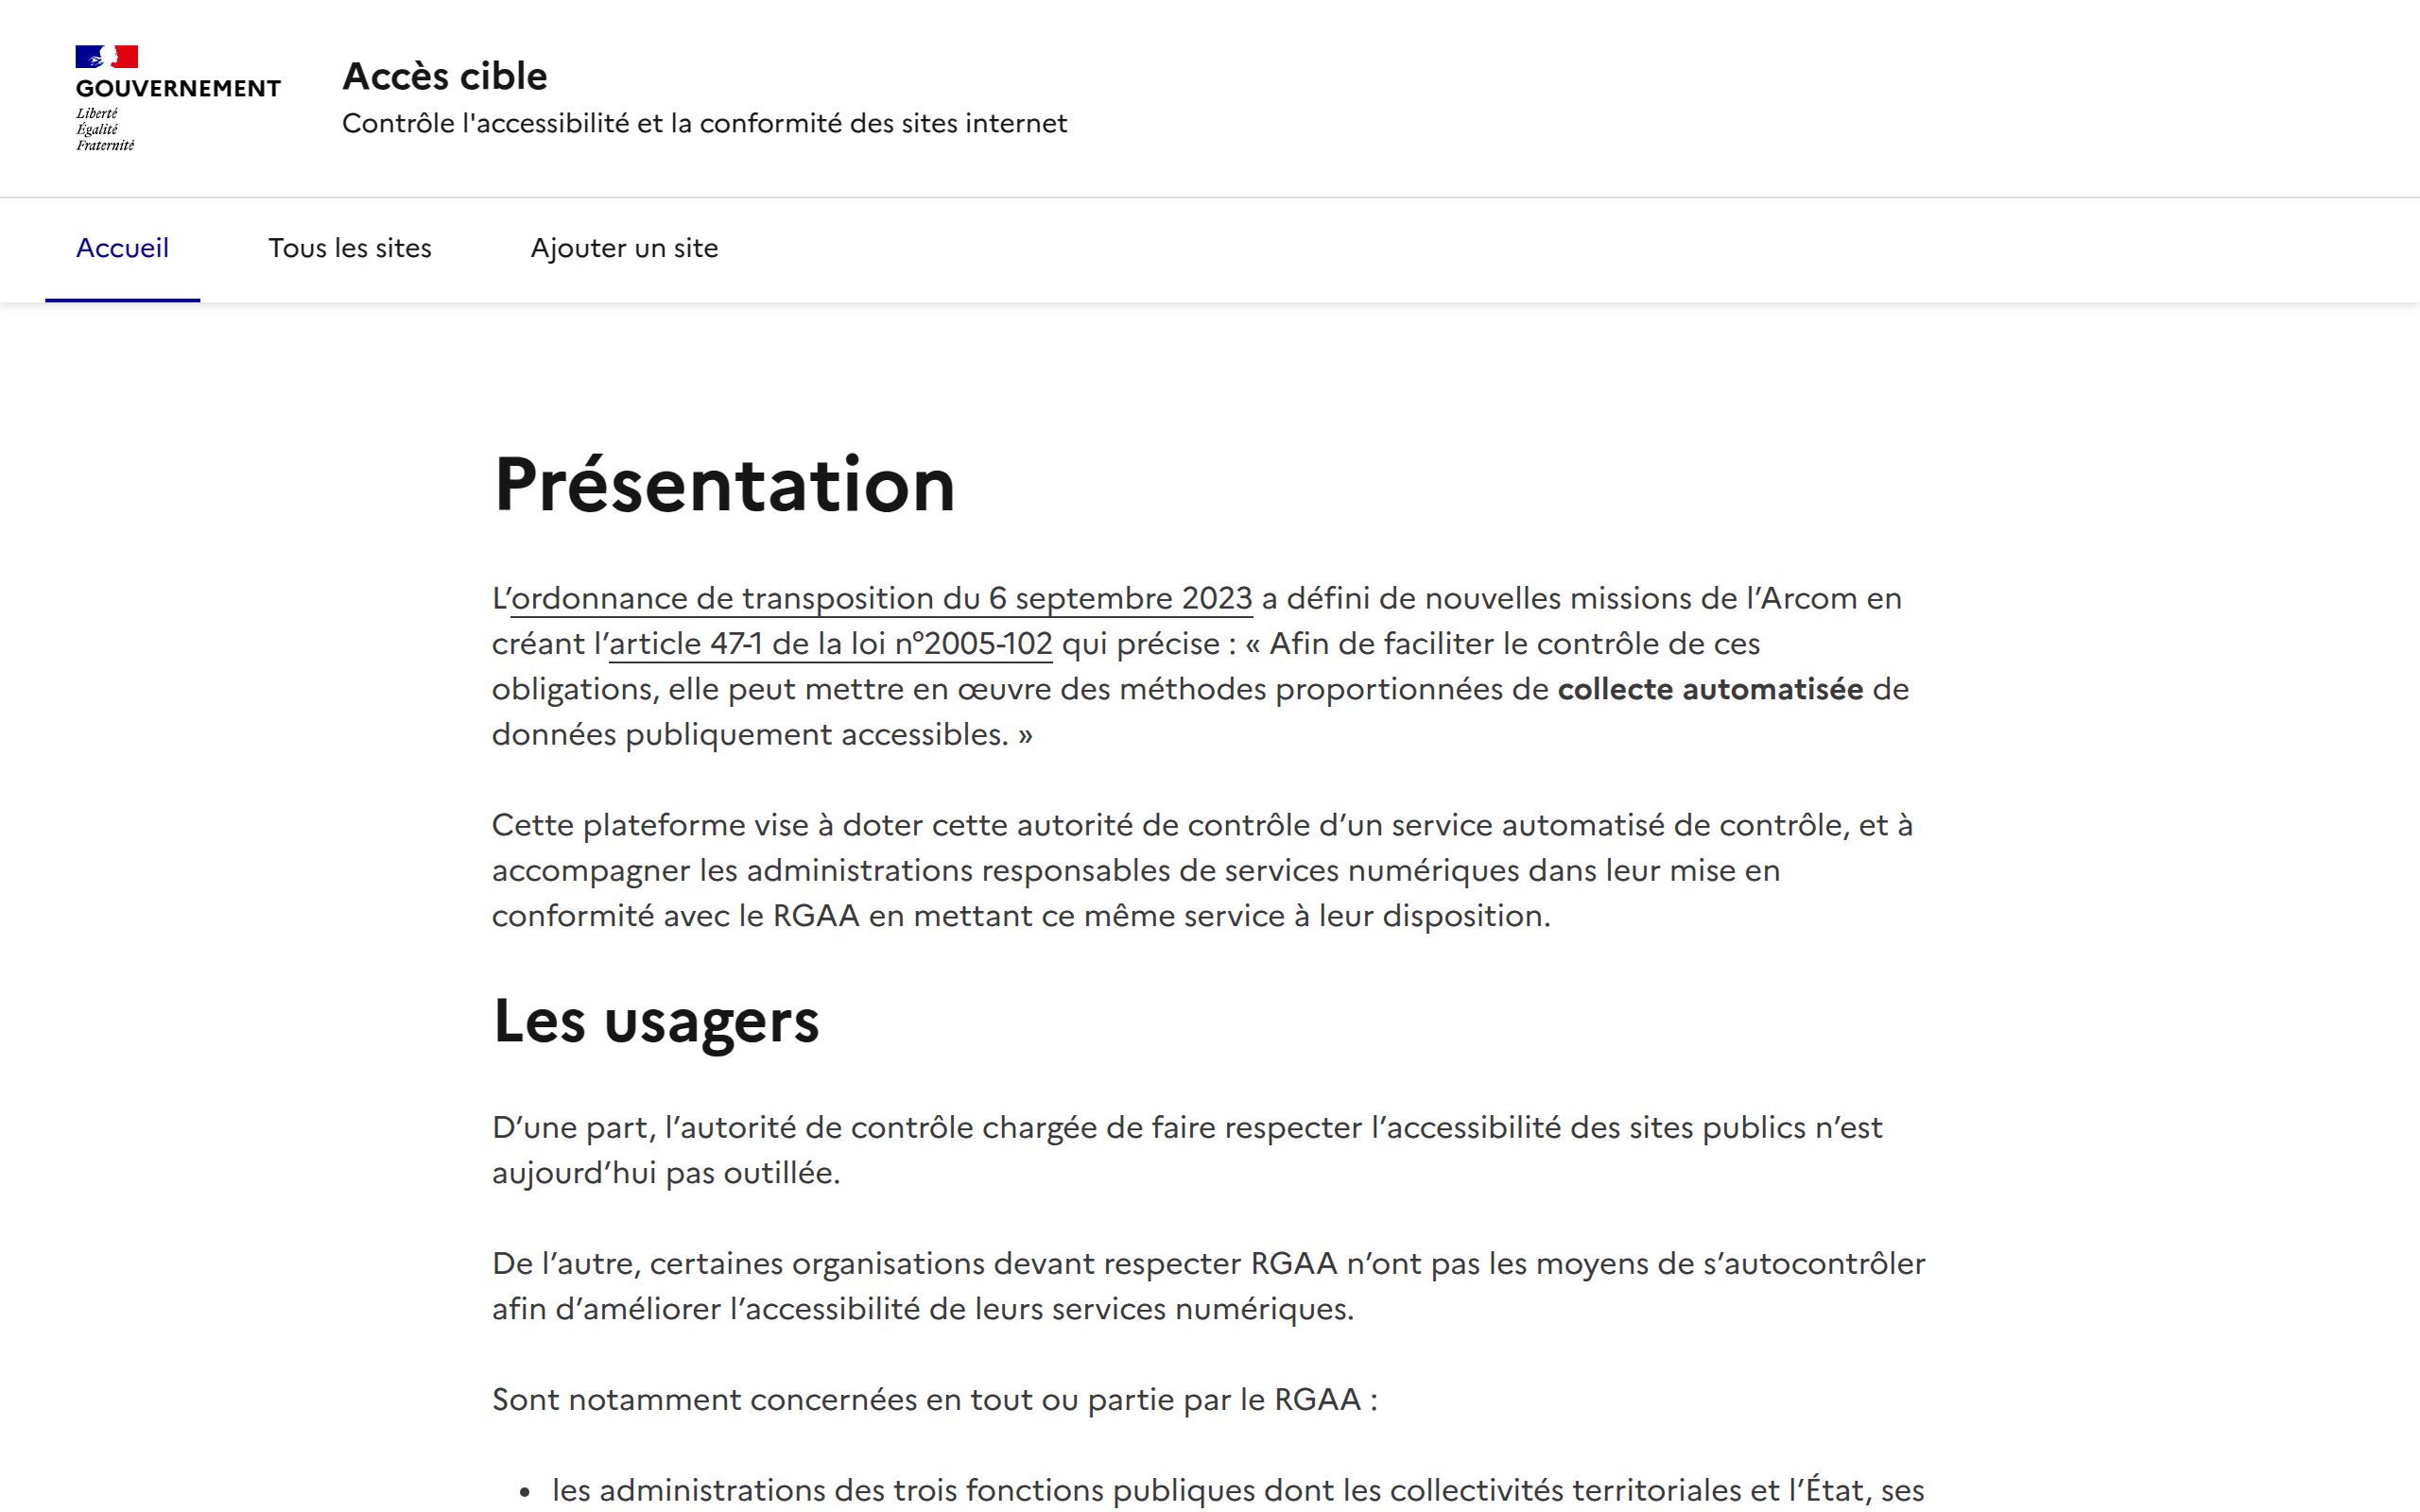 GOUVERNEMENT
Liberté
Égalité
Fraternité
Accès cible
Contrôle l'accessibilité et la conformité des sites internet
Accueil
Tous les sites
Ajouter un site
Présentation
L’ordonnance de transposition du 6 septembre 2023 a défini de nouvelles missions de l’Arcom en
créant l’article 47-1 de la loi n°2005-102 qui précise : « Afin de faciliter le contrôle de ces
obligations, elle peut mettre en œuvre des méthodes proportionnées de collecte automatisée de
données publiquement accessibles. »
Cette plateforme vise à doter cette autorité de contrôle d’un service automatisé de contrôle, et à
accompagner les administrations responsables de services numériques dans leur mise en
conformité avec le RGAA en mettant ce même service à leur disposition.
Les usagers
D’une part, l’autorité de contrôle chargée de faire respecter l’accessibilité des sites publics n’est
aujourd’hui pas outillée.
De l’autre, certaines organisations devant respecter RGAA n’ont pas les moyens de s’autocontrôler
afin d’améliorer l’accessibilité de leurs services numériques.
Sont notamment concernées en tout ou partie par le RGAA :
• les administrations des trois fonctions publiques dont les collectivités territoriales et l’État, ses